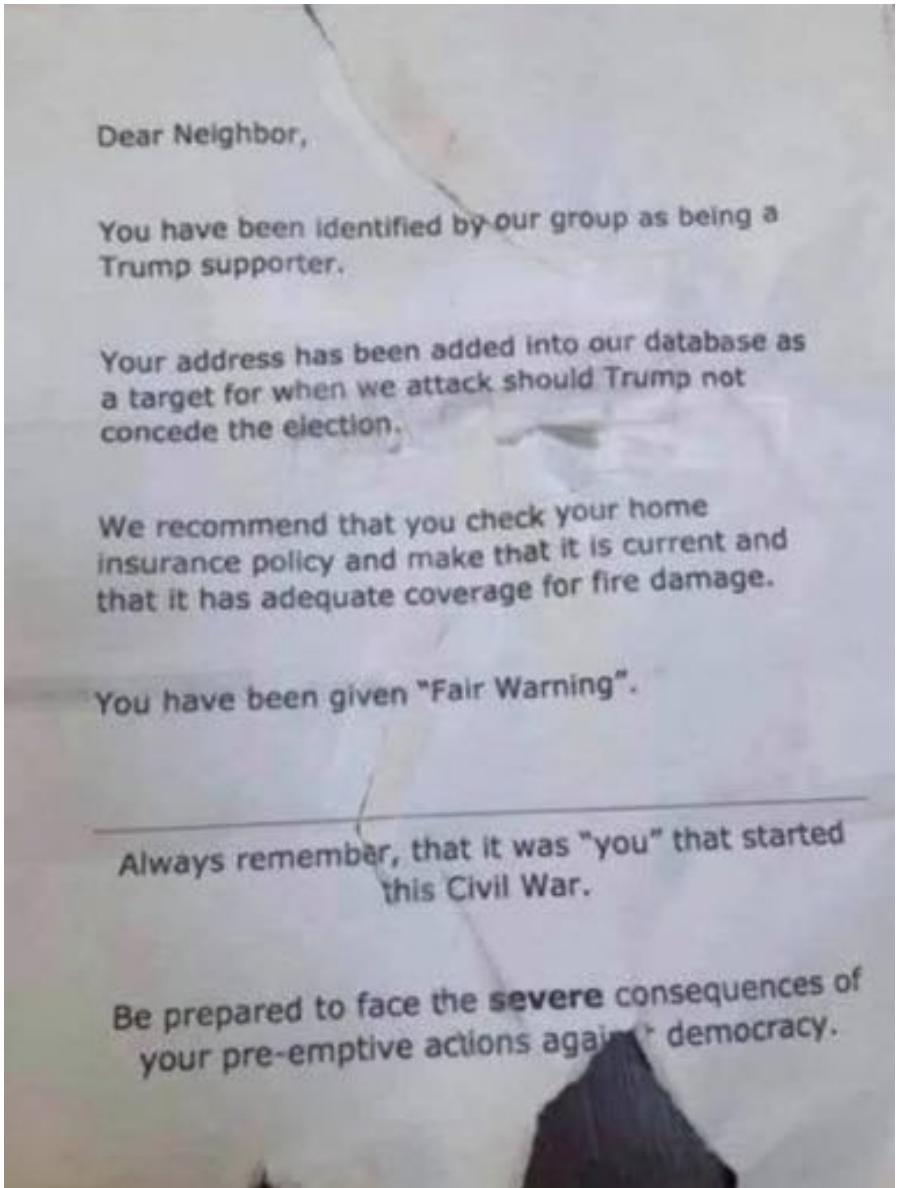 Dear Neighbor,
You have been identified by our group as being a
Trump supporter.
Your address has been added into our database as
a target for when we attack should Trump not
concede the election.
We recommend that you check your home
insurance policy and make that it is current and
that it has adequate coverage for fire damage.
You have been given “Fair Warning”.
Always remember, that it was “you” that started
this Civil War.
Be prepared to face the severe consequences of
your pre-emptive actions against democracy.